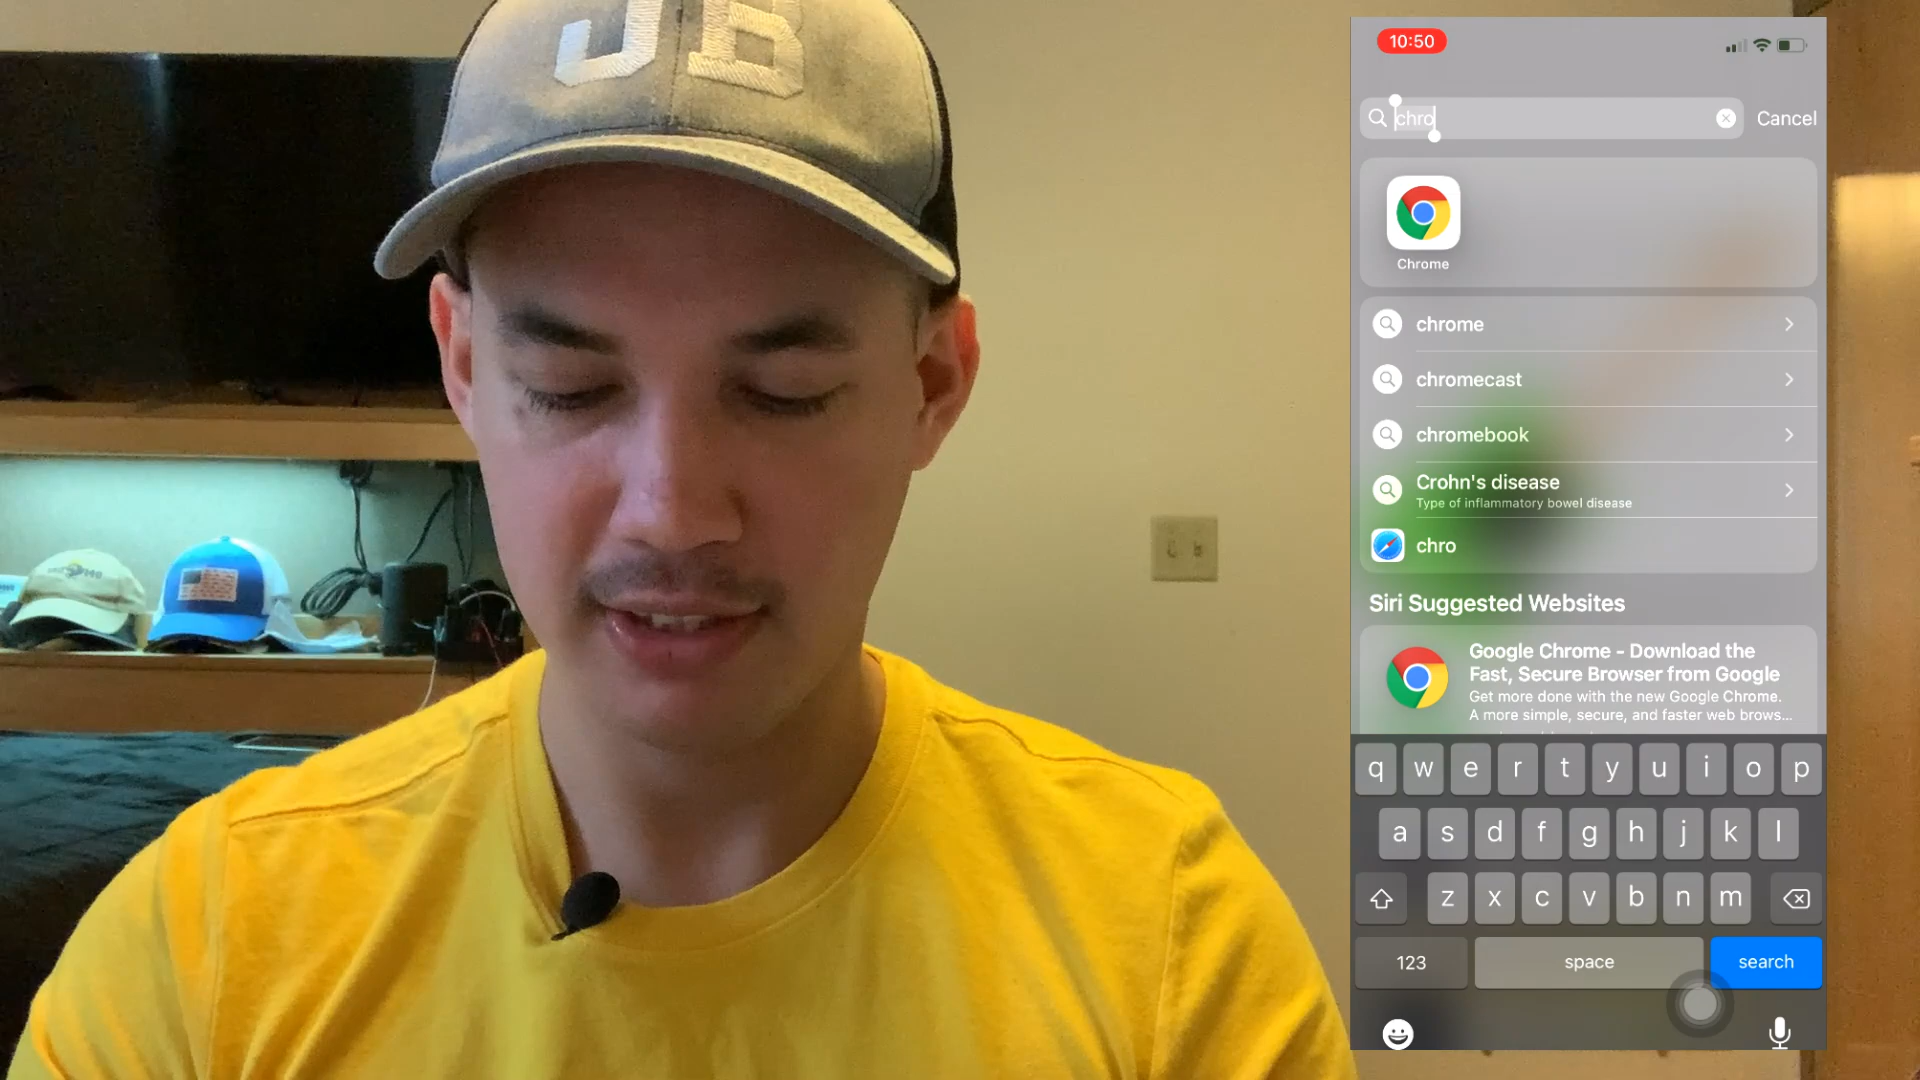 JB
10:50
chro
Cancel
Chrome
chrome
chromecast
chromebook
Crohn's disease
Type of inflammatory bowel disease
chro
Siri Suggested Websites
Google Chrome - Download the
Fast, Secure Browser from Google
Get more done with the new Google Chrome.
A more simple, secure, and faster web brows...
q w e r t y u i o p
a s d f g h j k l
z x c v b n m
123 space search